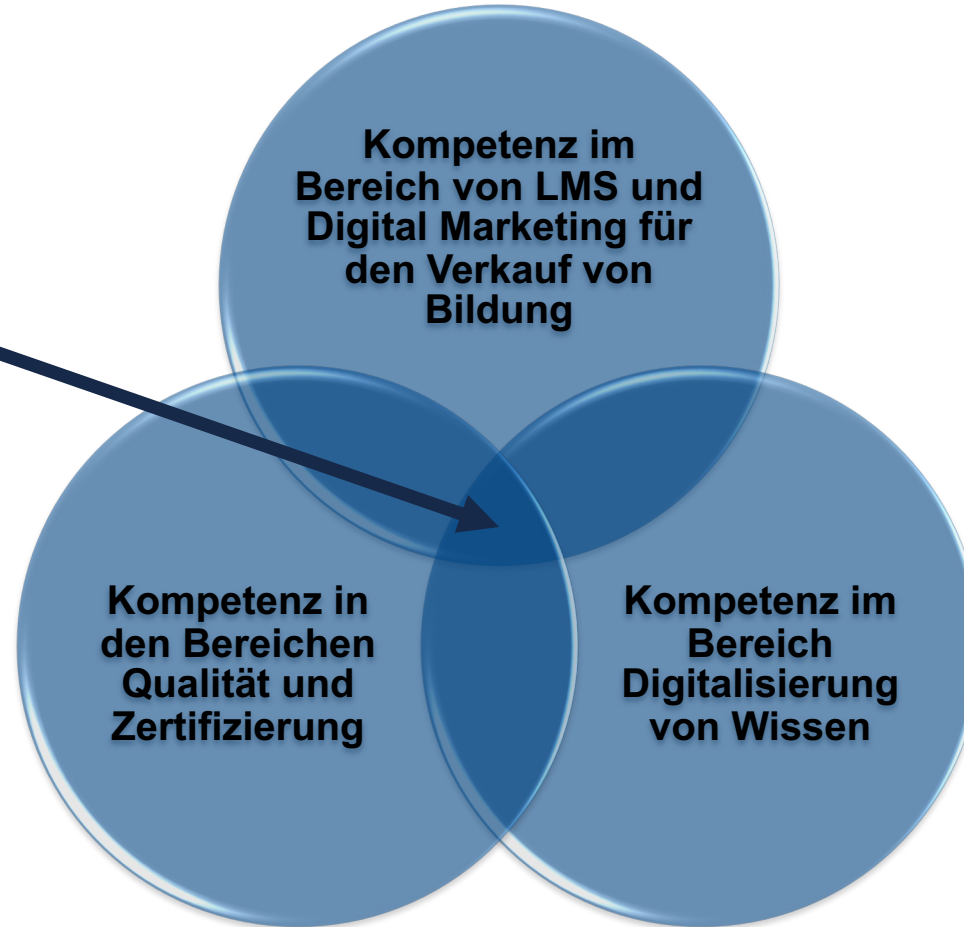 Kompetenz im
Bereich von LMS und
Digital Marketing für
den Verkauf von
Bildung
Kompetenz in
den Bereichen
Qualität und
Zertifizierung
Kompetenz im
Bereich
Digitalisierung
von Wissen